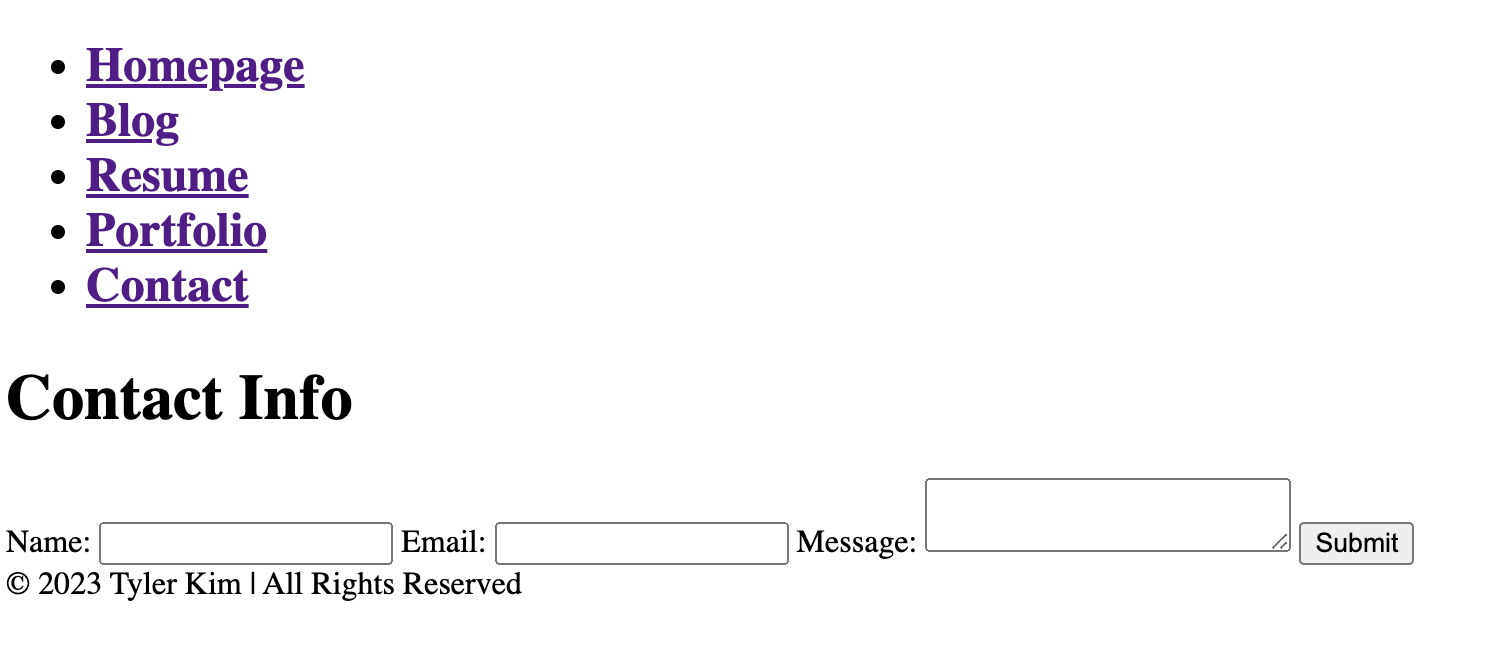 Homepage
Blog
Resume
Portfolio
Contact
Contact Info
Name: Email: Message: Submit
© 2023 Tyler Kim | All Rights Reserved